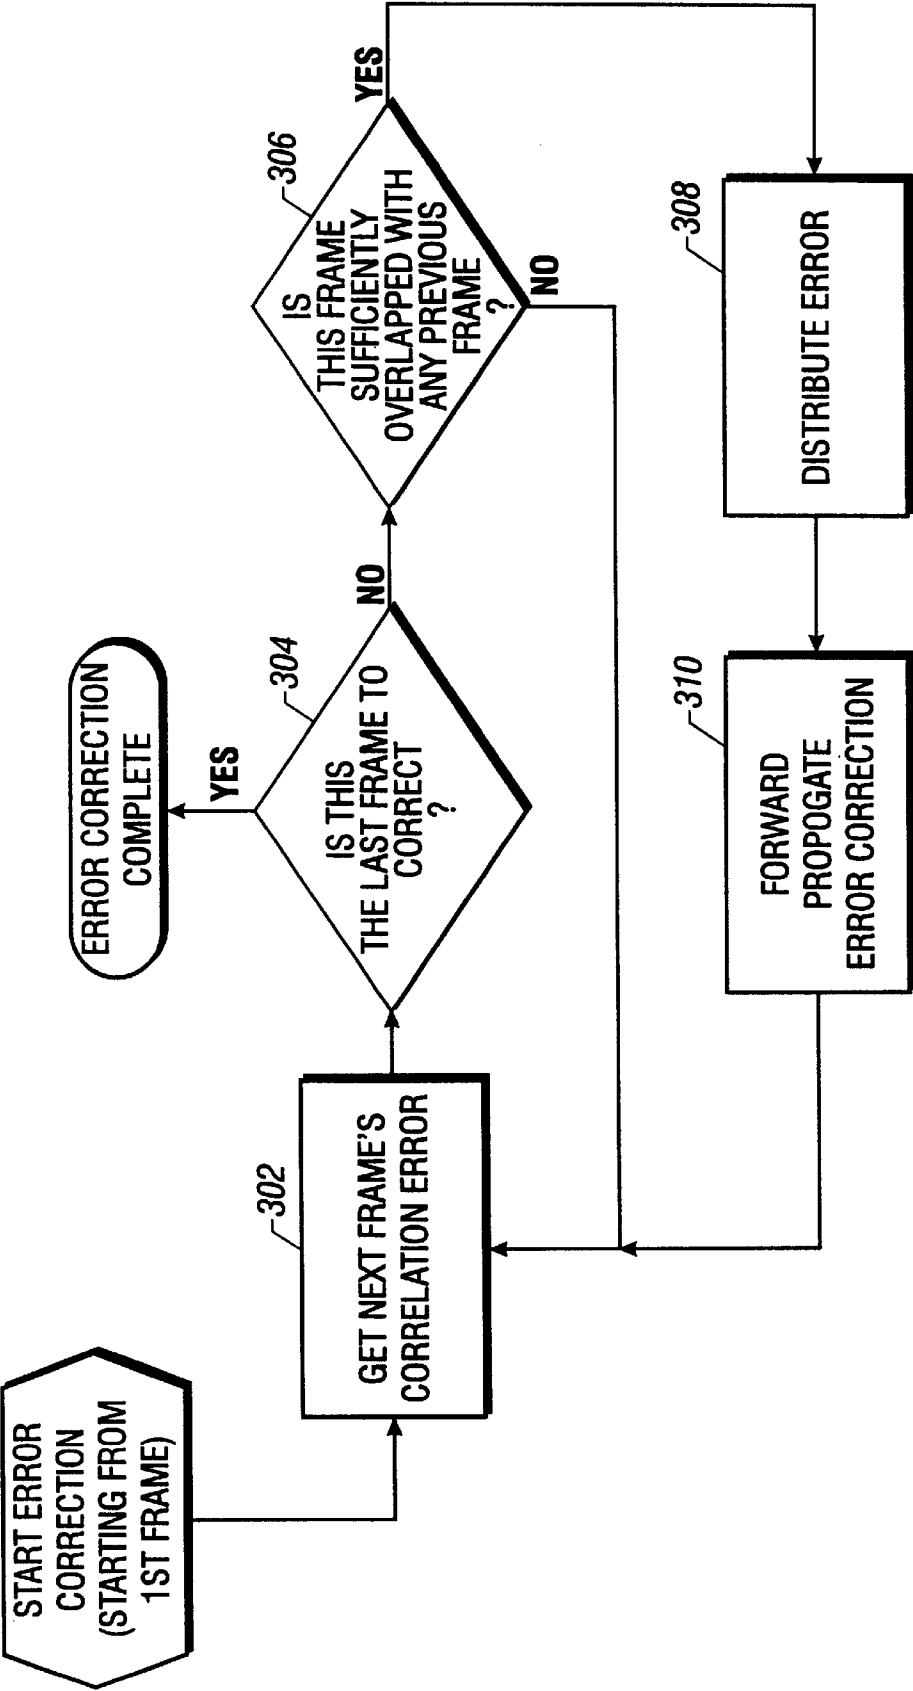 START ERROR
CORRECTION
(STARTING FROM
1ST FRAME)
302
GET NEXT FRAME'S
CORRELATION ERROR
304
IS THIS
THE LAST FRAME TO
CORRECT
?
YES
ERROR CORRECTION
COMPLETE
NO
306
IS
THIS FRAME
SUFFICIENTLY
OVERLAPPED WITH
ANY PREVIOUS
FRAME
?
YES
NO
308
DISTRIBUTE ERROR
310
FORWARD
PROPOGATE
ERROR CORRECTION